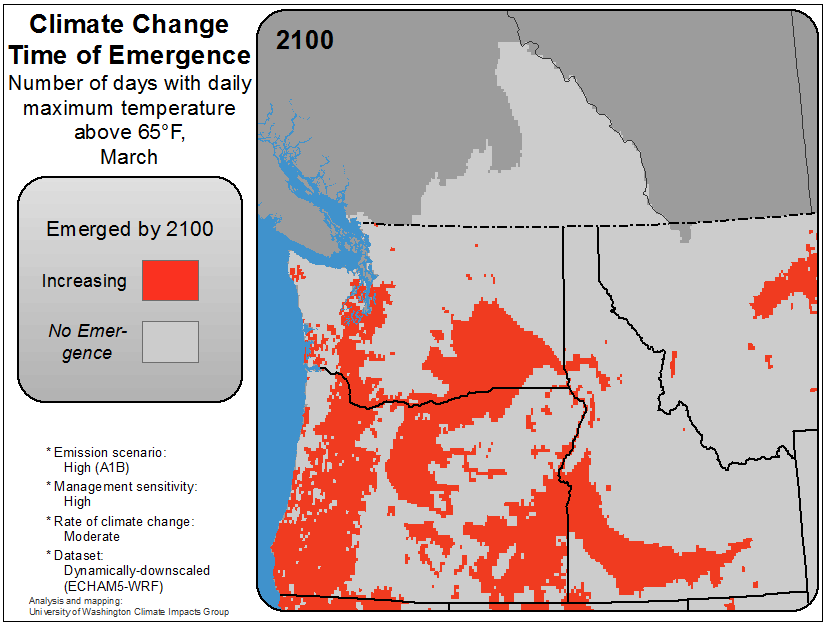 Climate Change
Time of Emergence
Number of days with daily
maximum temperature
above 65°F,
March
2100
Emerged by 2100
Increasing
No Emer-
gence
* Emission scenario:
High (A1B)
* Management sensitivity:
High
* Rate of climate change:
Moderate
* Dataset:
Dynamically-downscaled
(ECHAM5-WRF)
Analysis and mapping:
University of Washington Climate Impacts Group